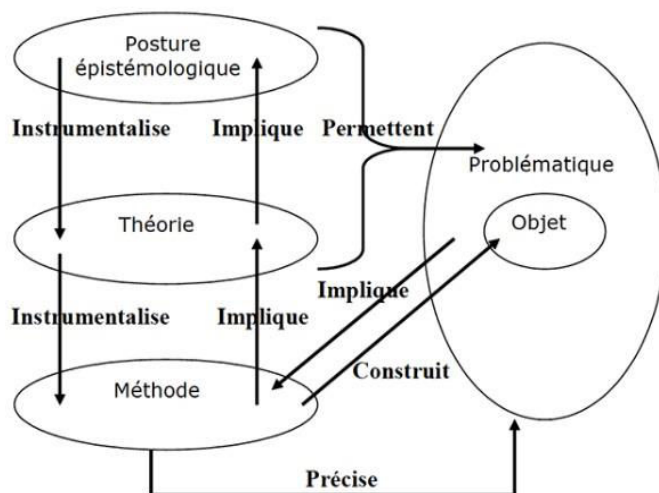 Posture
épistémologique
Instrumentalise
Implique
Permettent
Problématique
Théorie
Objet
Instrumentalise
Implique
Implique
Construit
Méthode
Précise